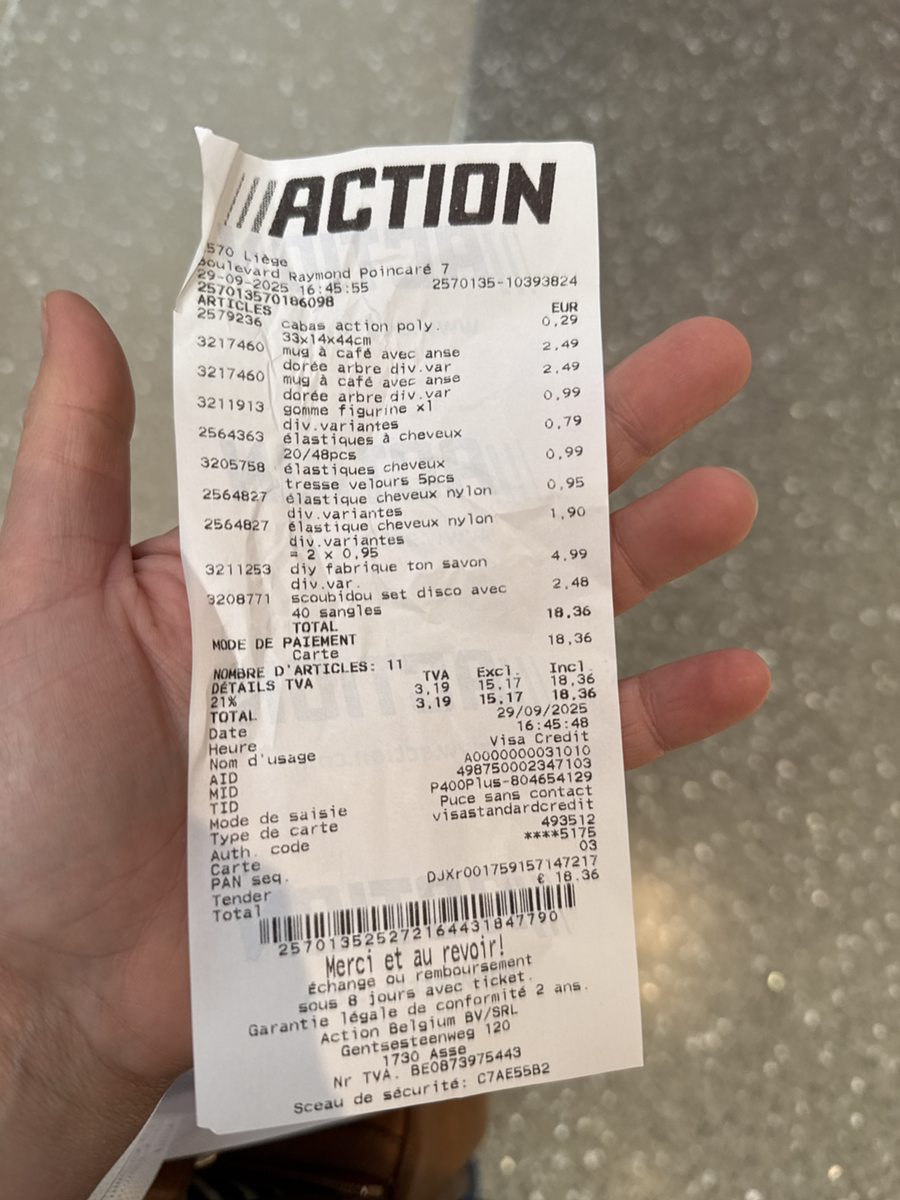 ACTION
570 Liège
Boulevard Raymond Poincaré 7
29-09-2025 16:45:55 2570135-10393824
257013570186098
ARTICLES EUR
2579236 cabas action poly. 0,29
33x14x44cm
3217460 mug à café avec anse 2,49
dorée arbre div.var
3217460 mug à café avec anse 2,49
dorée arbre div.var
3211913 gomme figurine x1 0,99
div.variantes
2564363 élastiques à cheveux 0,79
20/48pcs
3205758 élastiques cheveux 0,99
tresse velours 5pcs
2564827 élastique cheveux nylon 0,95
div.variantes
2564827 élastique cheveux nylon 1,90
div.variantes
= 2 x 0,95
3211253 diy fabrique ton savon 4,99
div.var.
3208771 scoubidou set disco avec 2,48
40 sangles
TOTAL 18,36
MODE DE PAIEMENT
Carte 18,36
NOMBRE D'ARTICLES: 11
DÉTAILS TVA TVA Excl. Incl.
21% 3,19 15,17 18,36
TOTAL 3,19 15,17 18,36
Date 29/09/2025
Heure 16:45:48
Nom d'usage Visa Credit
AID A0000000031010
MID 498750002347103
TID P400Plus-804654129
Mode de saisie Puce sans contact
Type de carte visastandardcredit
Auth. code 493512
Carte ****5175
PAN seq. 03
Tender DJXr001759157147217
Total € 18.36
257013525272164431847790
Merci et au revoir!
Échange ou remboursement
sous 8 jours avec ticket.
Garantie légale de conformité 2 ans.
Action Belgium BV/SRL
Gentsesteenweg 120
1730 Asse
Nr TVA. BE0873975443
Sceau de sécurité: C7AE55B2